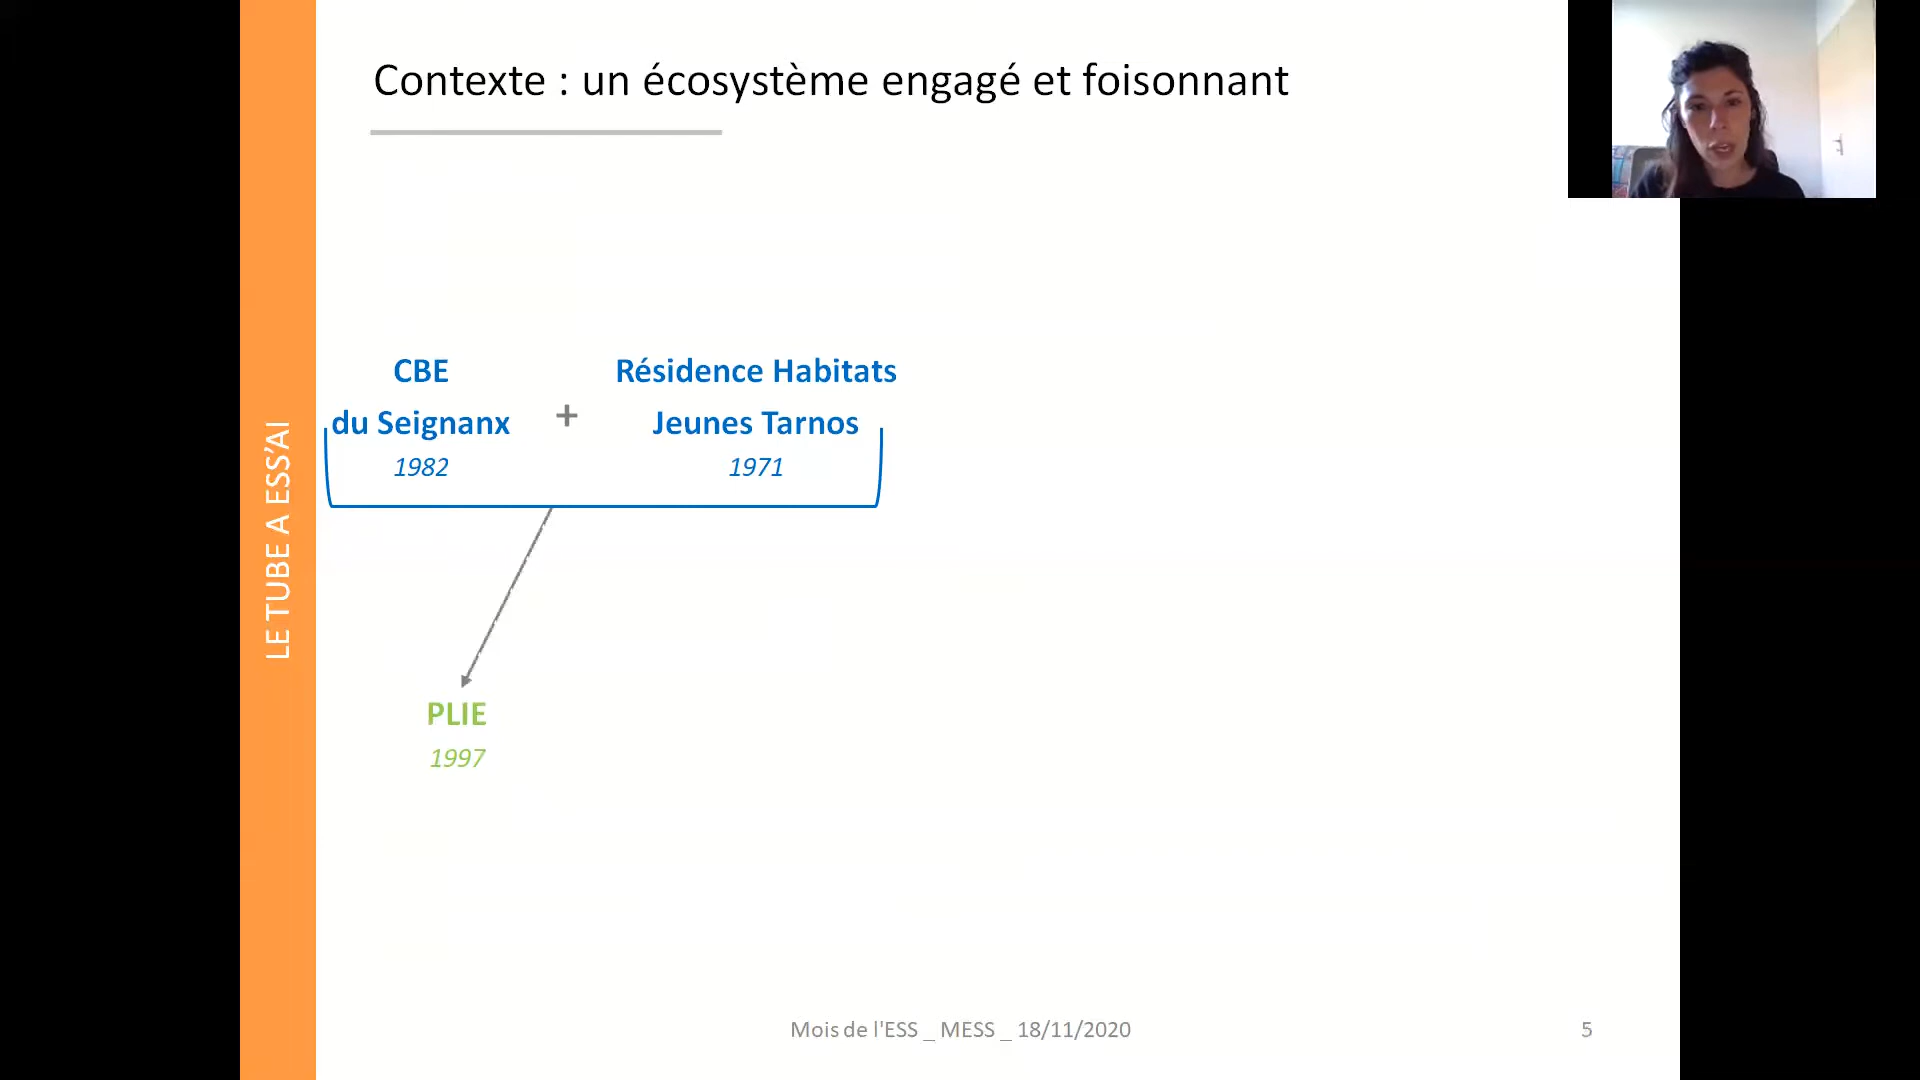 Contexte : un écosystème engagé et foisonnant
LE TUBE A ESS'AI
CBE
du Seignanx
1982
+
Résidence Habitats
Jeunes Tarnos
1971
PLIE
1997
Mois de l'ESS _ MESS _ 18/11/2020
5